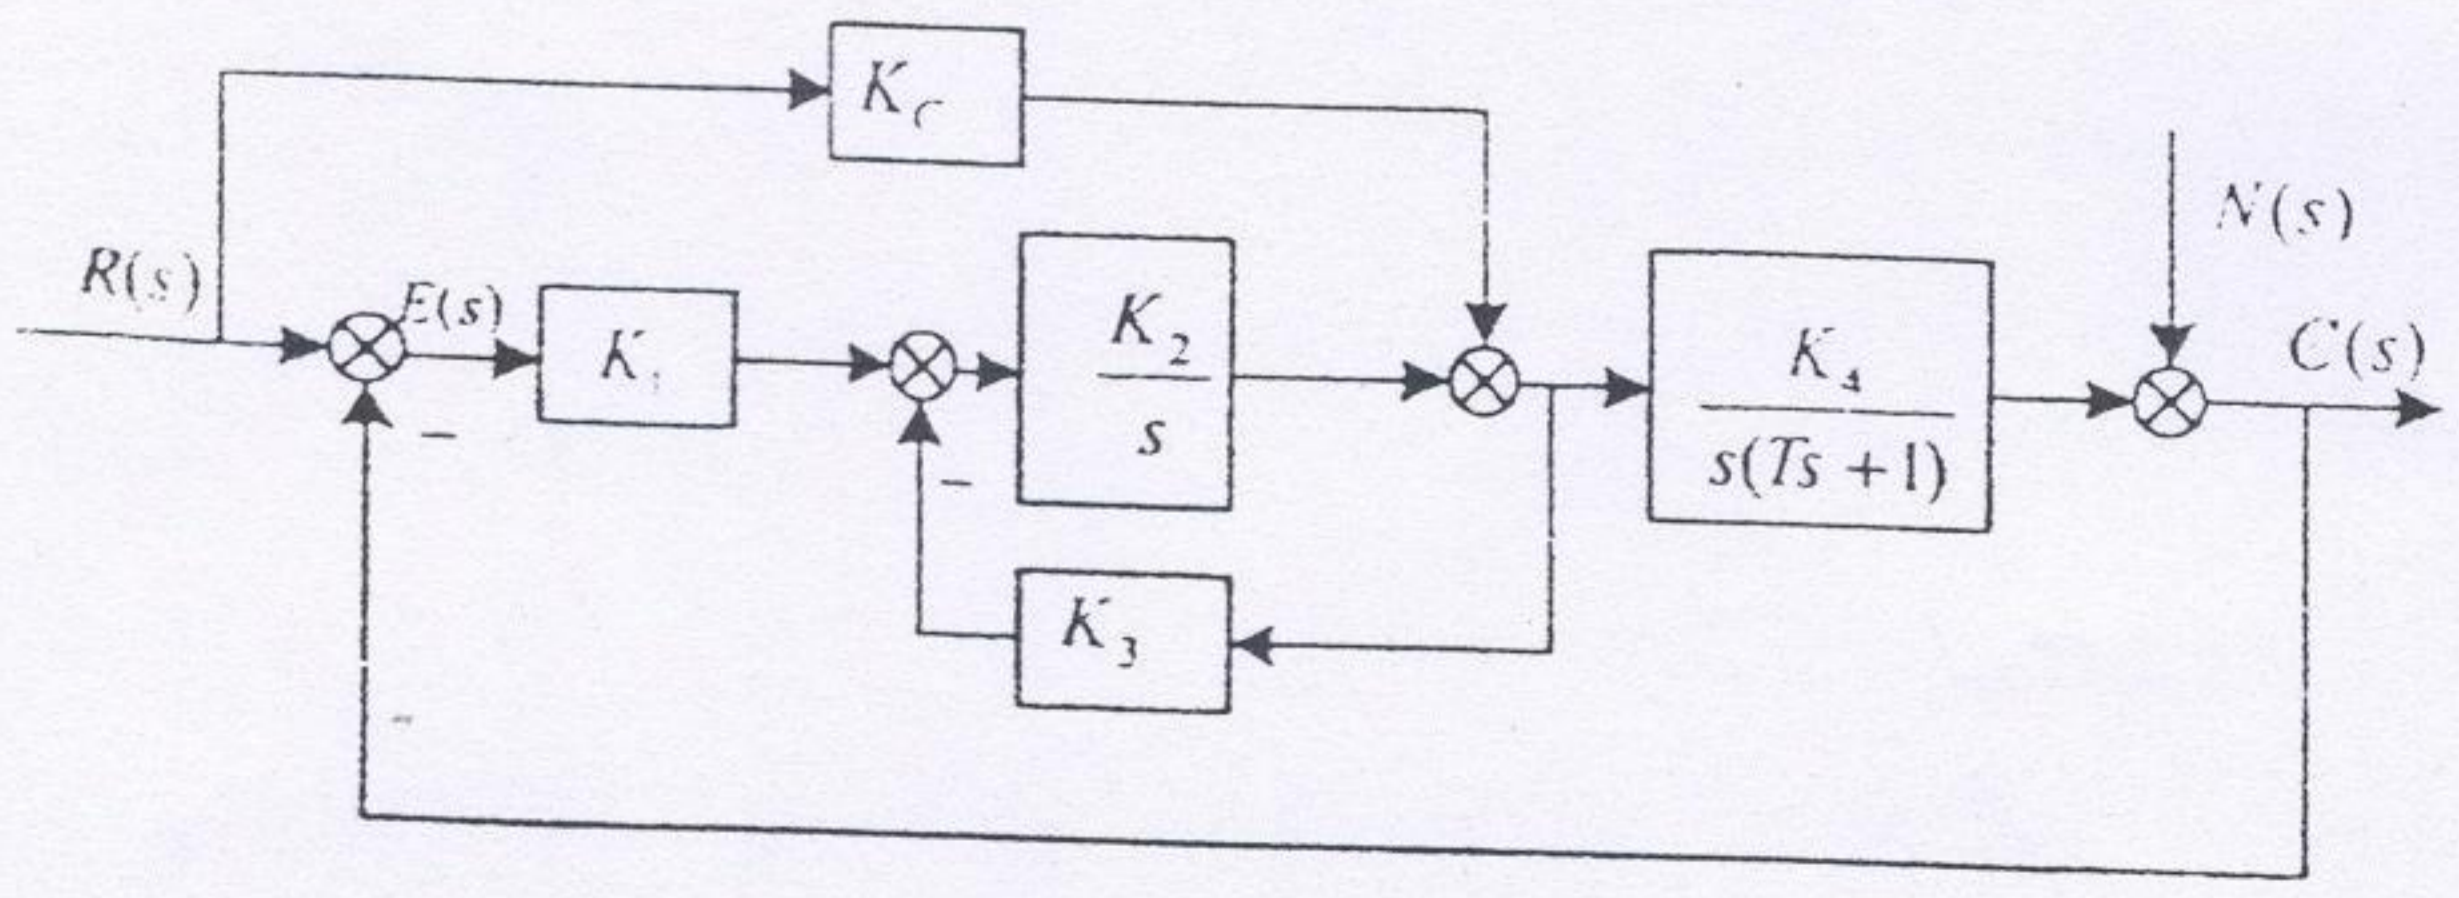 K_C
N(s)
R(s)
E(s)
K_1
K_2
s
K_4
s(Ts+1)
C(s)
−
−
K_3